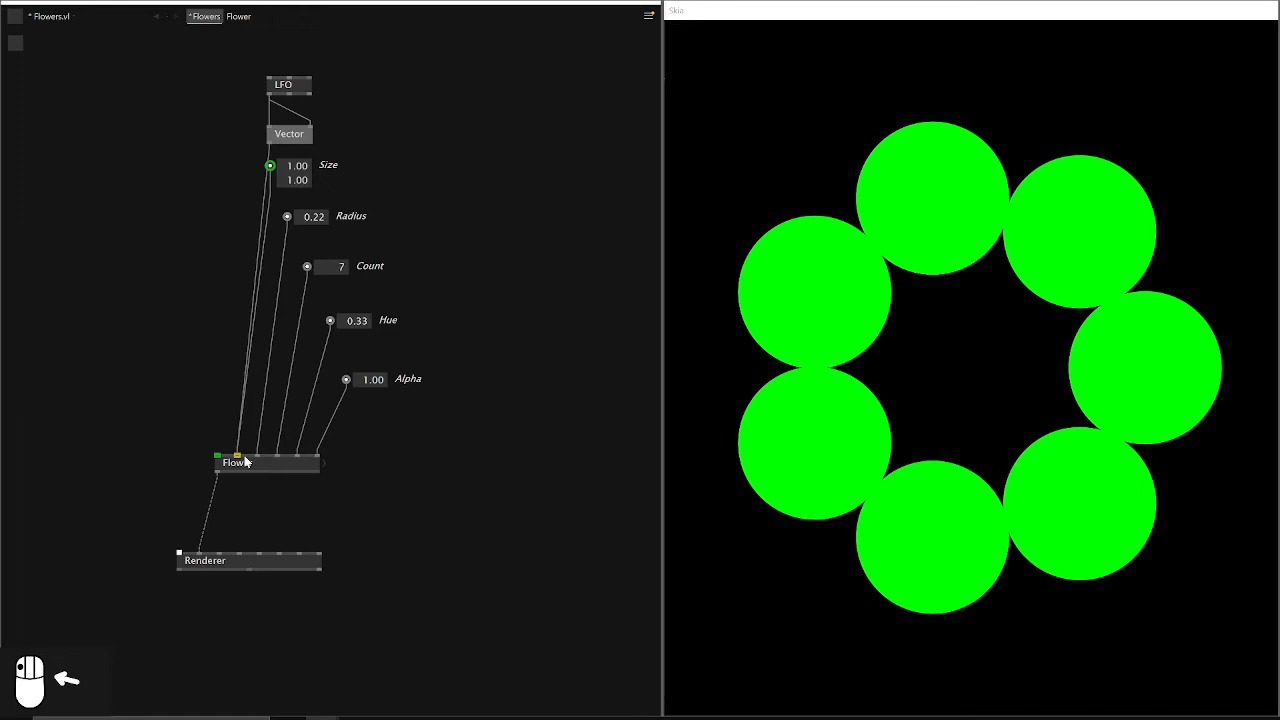 * Flowers.vl
*Flowers Flower
Skia
LFO
Vector
1.00 Size
1.00
0.22 Radius
7 Count
0.33 Hue
1.00 Alpha
Flower
Renderer